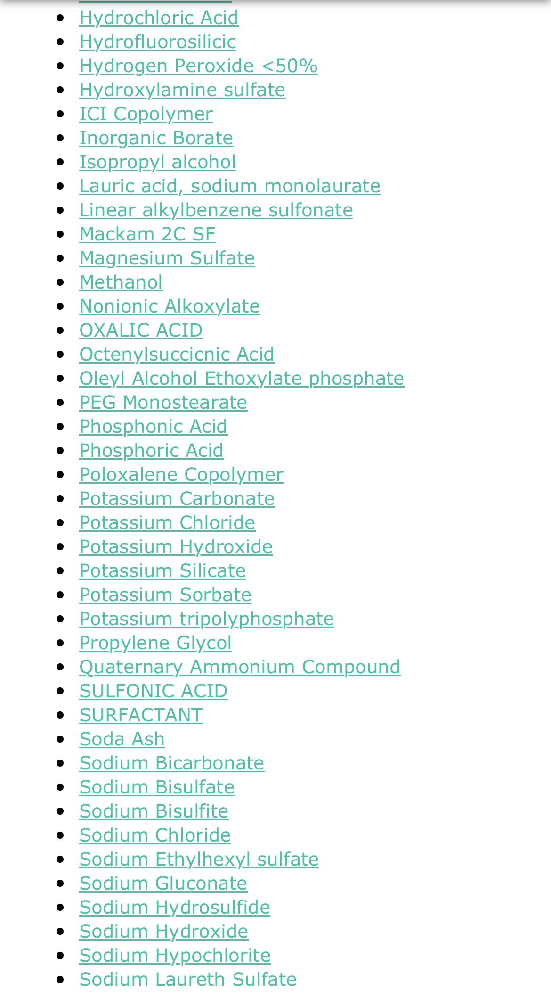 Hydrochloric Acid
Hydrofluorosilicic
Hydrogen Peroxide <50%
Hydroxylamine sulfate
ICI Copolymer
Inorganic Borate
Isopropyl alcohol
Lauric acid, sodium monolaurate
Linear alkylbenzene sulfonate
Mackam 2C SF
Magnesium Sulfate
Methanol
Nonionic Alkoxylate
OXALIC ACID
Octenylsuccicnic Acid
Oleyl Alcohol Ethoxylate phosphate
PEG Monostearate
Phosphonic Acid
Phosphoric Acid
Poloxalene Copolymer
Potassium Carbonate
Potassium Chloride
Potassium Hydroxide
Potassium Silicate
Potassium Sorbate
Potassium tripolyphosphate
Propylene Glycol
Quaternary Ammonium Compound
SULFONIC ACID
SURFACTANT
Soda Ash
Sodium Bicarbonate
Sodium Bisulfate
Sodium Bisulfite
Sodium Chloride
Sodium Ethylhexyl sulfate
Sodium Gluconate
Sodium Hydrosulfide
Sodium Hydroxide
Sodium Hypochlorite
Sodium Laureth Sulfate